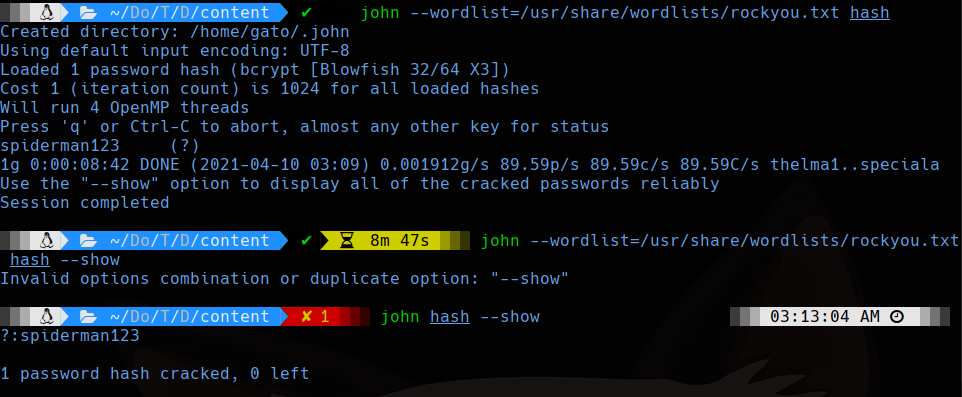 ~/Do/T/D/content ✔ john --wordlist=/usr/share/wordlists/rockyou.txt hash
Created directory: /home/gato/.john
Using default input encoding: UTF-8
Loaded 1 password hash (bcrypt [Blowfish 32/64 X3])
Cost 1 (iteration count) is 1024 for all loaded hashes
Will run 4 OpenMP threads
Press 'q' or Ctrl-C to abort, almost any other key for status
spiderman123     (?)
1g 0:00:08:42 DONE (2021-04-10 03:09) 0.001912g/s 89.59p/s 89.59c/s 89.59C/s thelma1..speciala
Use the "--show" option to display all of the cracked passwords reliably
Session completed
~/Do/T/D/content ✔ 8m 47s john --wordlist=/usr/share/wordlists/rockyou.txt
hash --show
Invalid options combination or duplicate option: "--show"
~/Do/T/D/content ✘ 1 john hash --show 03:13:04 AM
?:spiderman123
1 password hash cracked, 0 left